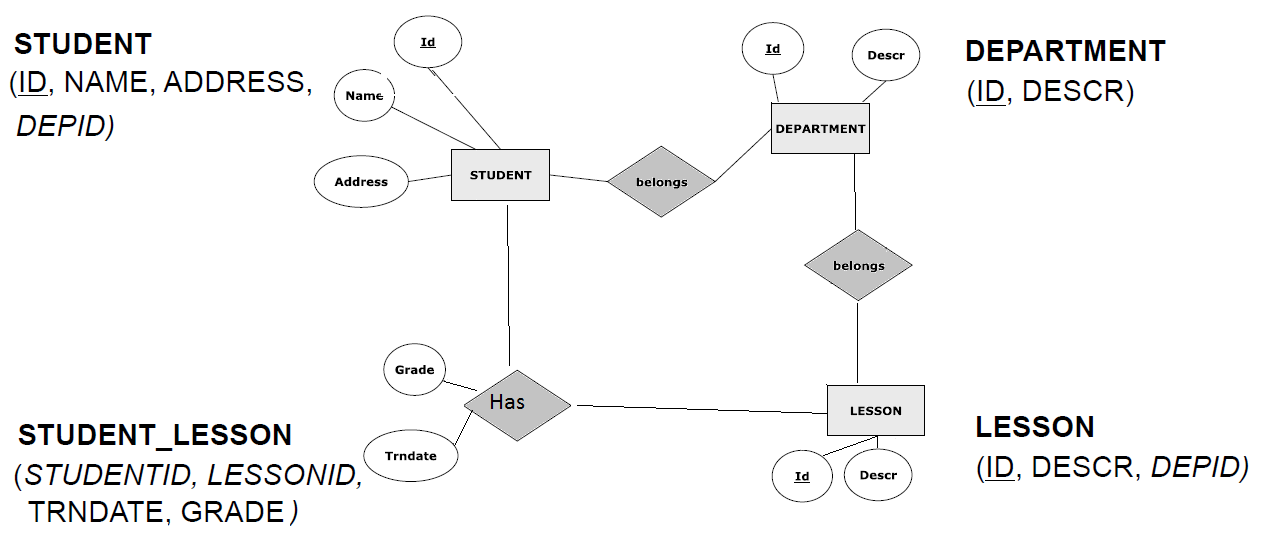 STUDENT
(ID, NAME, ADDRESS,
DEPID)
Id
Name
Address
STUDENT
belongs
Id
Descr
DEPARTMENT
DEPARTMENT
(ID, DESCR)
belongs
Grade
Trndate
Has
LESSON
Id
Descr
STUDENT_LESSON
(STUDENTID, LESSONID,
TRNDATE, GRADE)
LESSON
(ID, DESCR, DEPID)